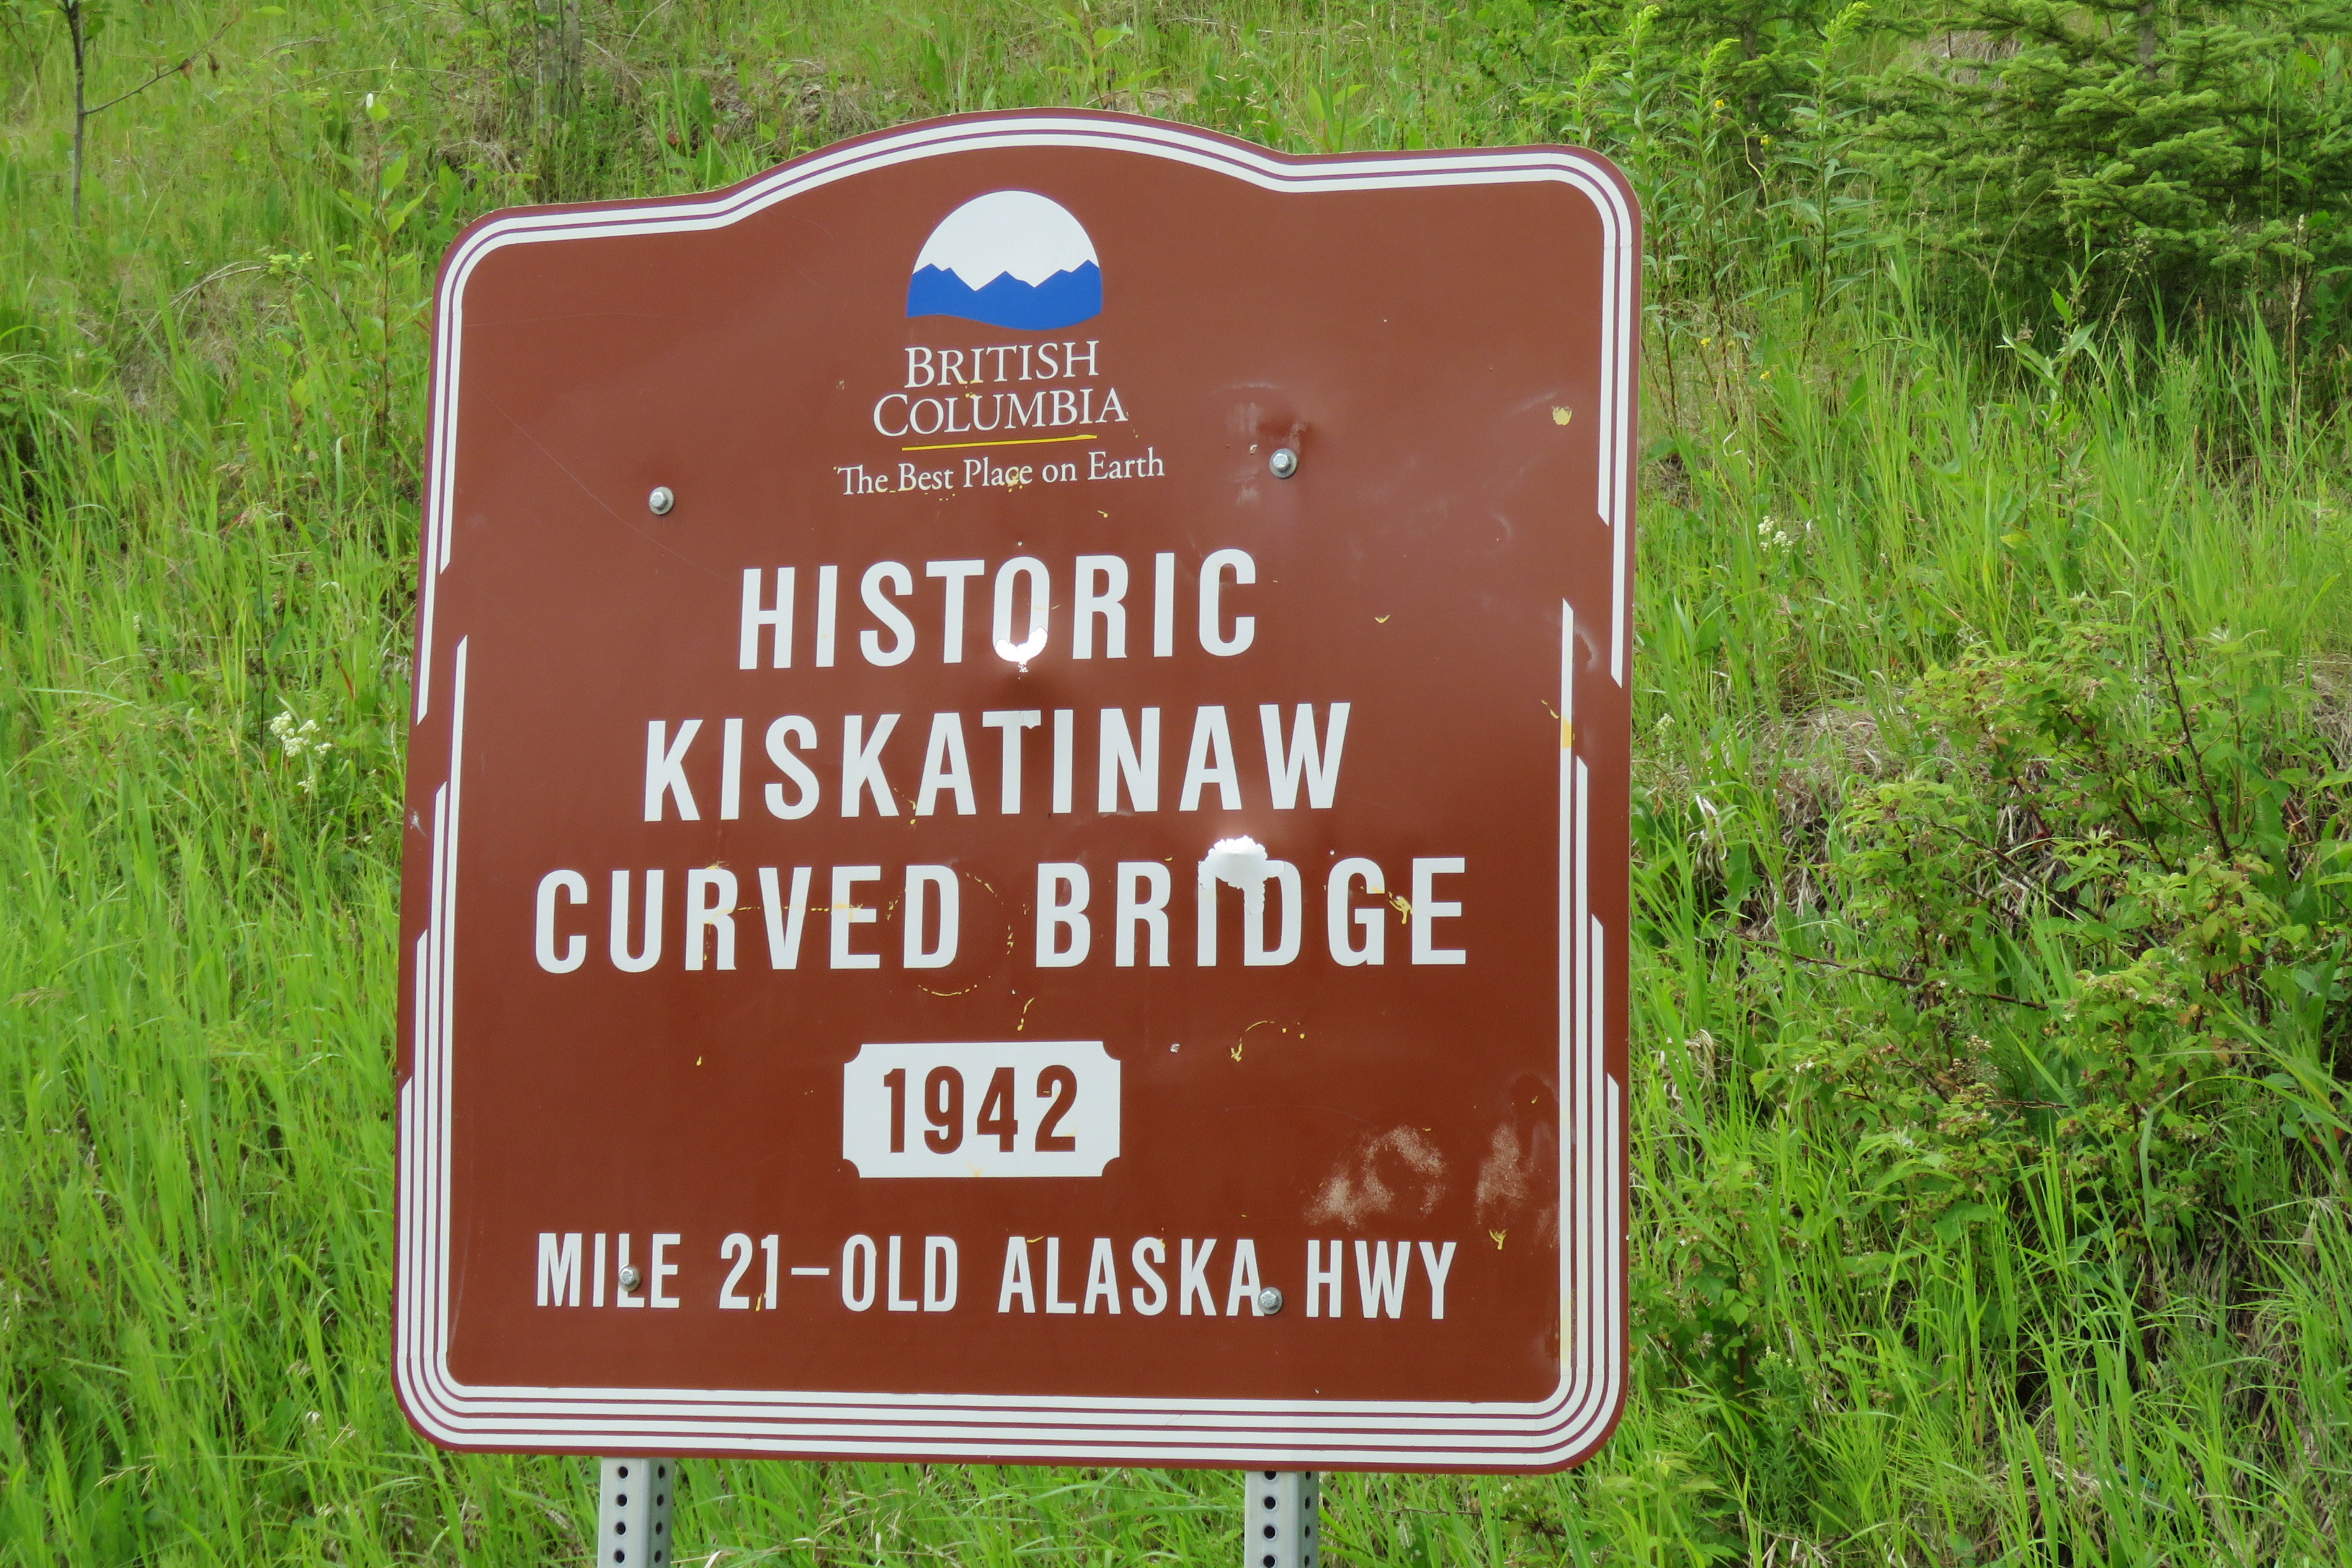 BRITISH
COLUMBIA
The Best Place on Earth
HISTORIC
KISKATINAW
CURVED BRIDGE
1942
MILE 21–OLD ALASKA HWY